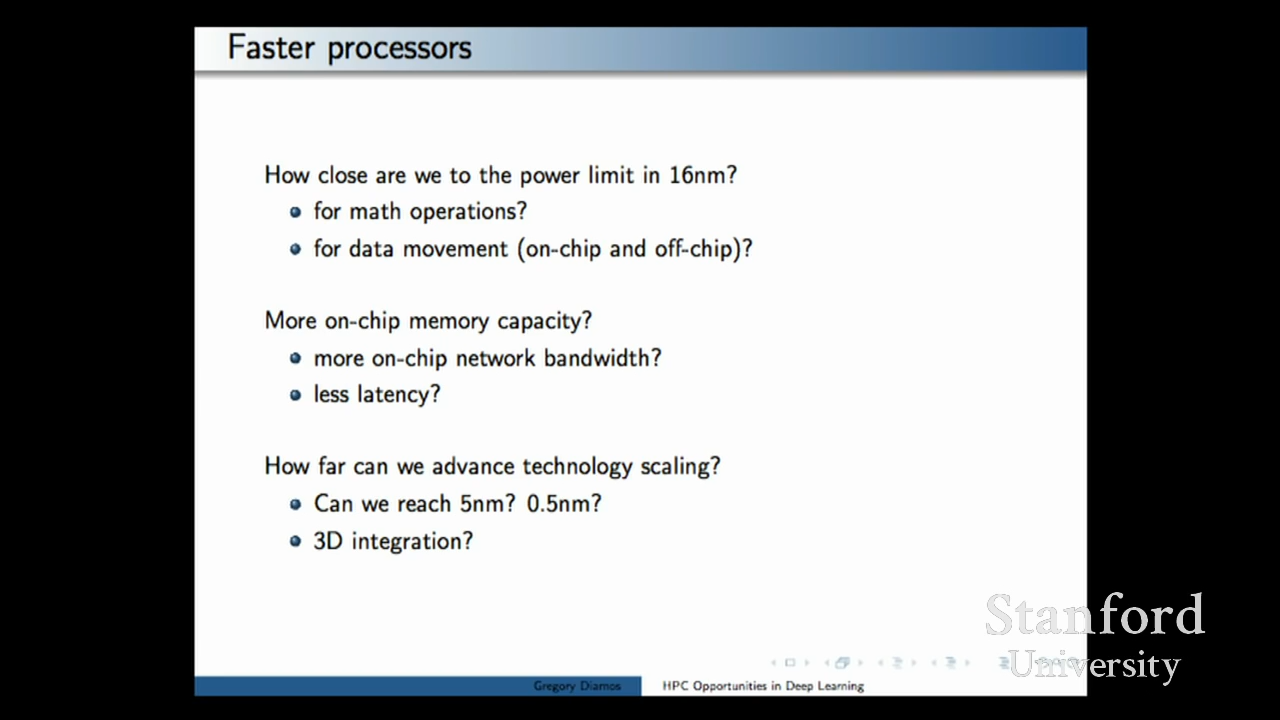 Faster processors
How close are we to the power limit in 16nm?
for math operations?
for data movement (on-chip and off-chip)?
More on-chip memory capacity?
more on-chip network bandwidth?
less latency?
How far can we advance technology scaling?
Can we reach 5nm? 0.5nm?
3D integration?
Stanford
University
Gregory Diamos
HPC Opportunities in Deep Learning